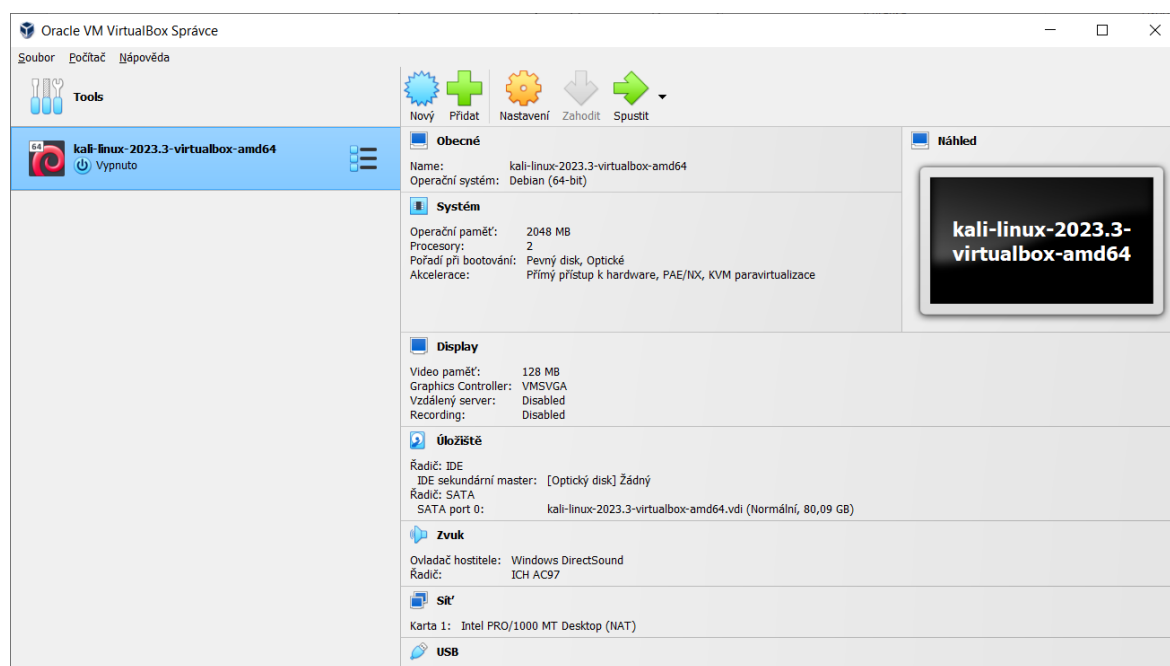 Oracle VM VirtualBox Správce
Soubor Počítač Nápověda
Tools
Nový Přidat Nastavení Zahodit Spustit
64
kali-linux-2023.3-virtualbox-amd64
Vypnuto
Obecné
Name: kali-linux-2023.3-virtualbox-amd64
Operační systém: Debian (64-bit)
Náhled
kali-linux-2023.3-
virtualbox-amd64
Systém
Operační paměť: 2048 MB
Procesory: 2
Pořadí při bootování: Pevný disk, Optické
Akcelerace: Přímý přístup k hardware, PAE/NX, KVM paravirtualizace
Display
Video paměť: 128 MB
Graphics Controller: VMSVGA
Vzdálený server: Disabled
Recording: Disabled
Úložiště
Řadič: IDE
IDE sekundární master: [Optický disk] Žádný
Řadič: SATA
SATA port 0: kali-linux-2023.3-virtualbox-amd64.vdi (Normální, 80,09 GB)
Zvuk
Ovladač hostitele: Windows DirectSound
Řadič: ICH AC97
Síť
Karta 1: Intel PRO/1000 MT Desktop (NAT)
USB